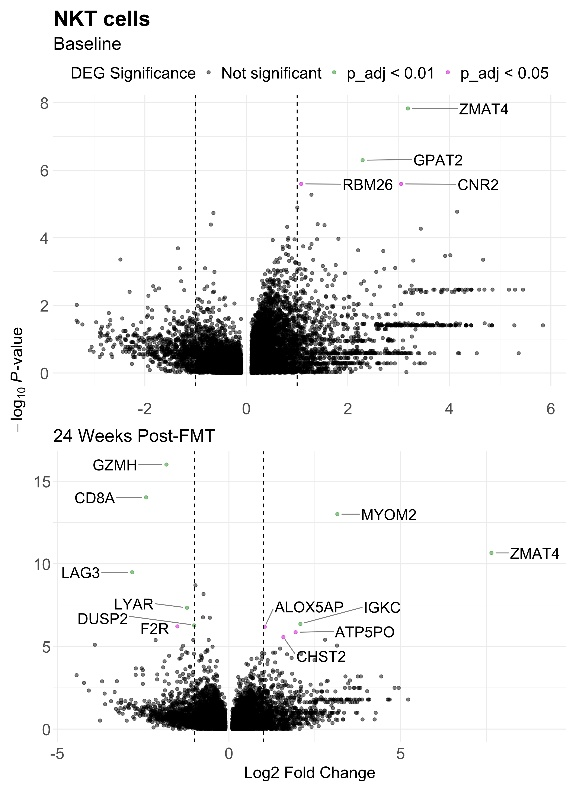 NKT cells
Baseline
DEG Significance Not significant p_adj < 0.01 p_adj < 0.05
8
ZMAT4
GPAT2
6
RBM26 CNR2
4
2
0
-2 0 2 4 6
−log10 P-value
24 Weeks Post-FMT
GZMH
15
CD8A
MYOM2
ZMAT4
10
LAG3
LYAR ALOX5AP IGKC
DUSP2
F2R ATP5PO
5
CHST2
0
-5 0 5
Log2 Fold Change